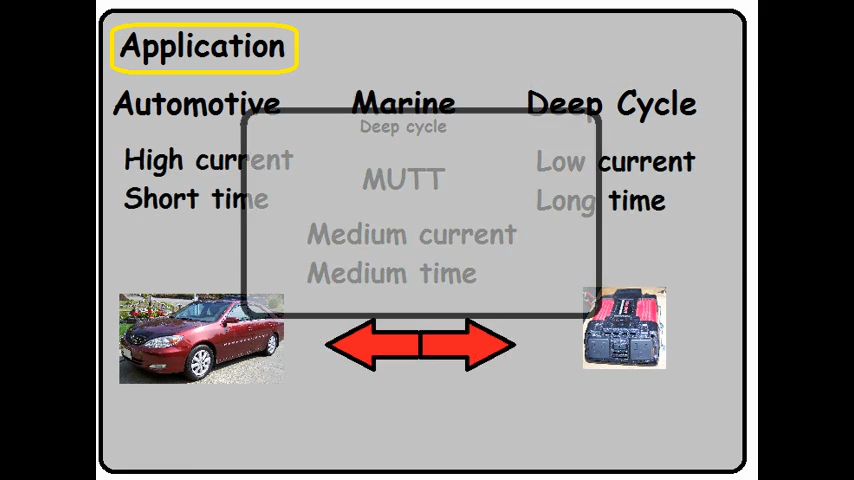 Application
Automotive
Marine
Deep Cycle
Deep cycle
High current
Short time
MUTT
Low current
Long time
Medium current
Medium time